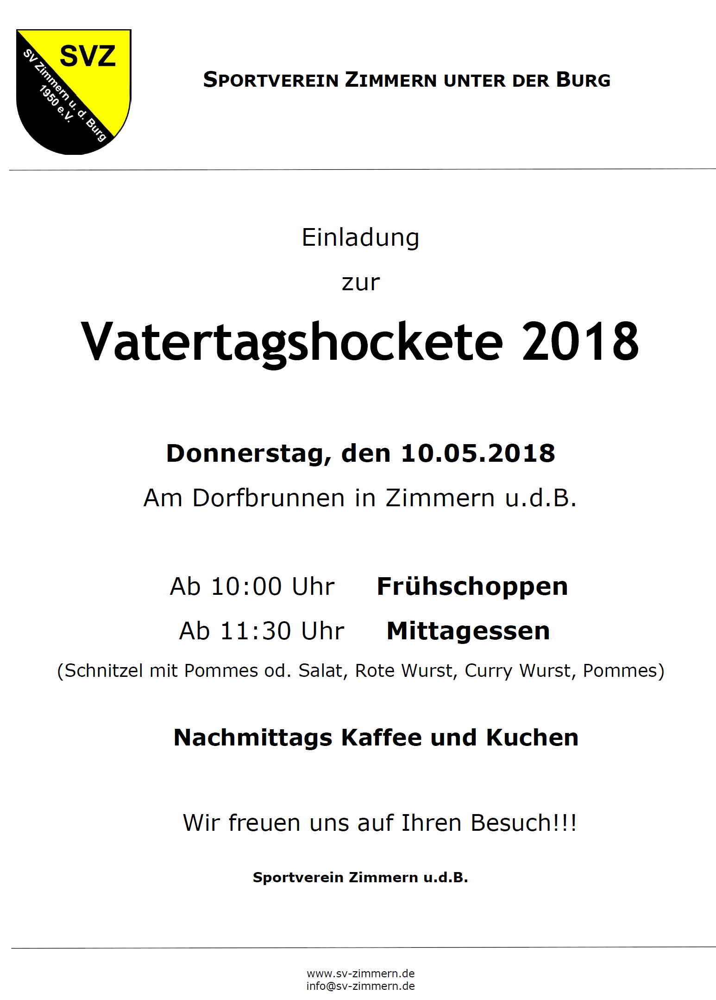 SVZ
SV Zimmern u. d. Burg
1950 e.V.
SPORTVEREIN ZIMMERN UNTER DER BURG
Einladung
zur
Vatertagshockete 2018
Donnerstag, den 10.05.2018
Am Dorfbrunnen in Zimmern u.d.B.
Ab 10:00 Uhr Frühschoppen
Ab 11:30 Uhr Mittagessen
(Schnitzel mit Pommes od. Salat, Rote Wurst, Curry Wurst, Pommes)
Nachmittags Kaffee und Kuchen
Wir freuen uns auf Ihren Besuch!!!
Sportverein Zimmern u.d.B.
www.sv-zimmern.de
info@sv-zimmern.de